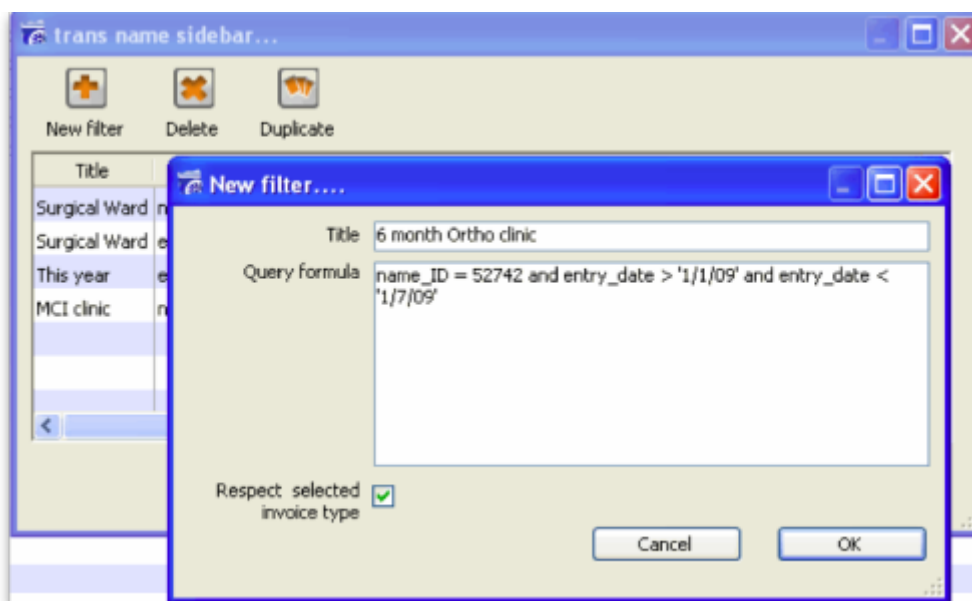 trans name sidebar...
New filter Delete Duplicate
Title
Surgical Ward n
Surgical Ward e
This year e
MCI clinic n
New filter....
Title 6 month Ortho clinic
Query formula name_ID = 52742 and entry_date > '1/1/09' and entry_date <
'1/7/09'
Respect selected
invoice type
Cancel OK